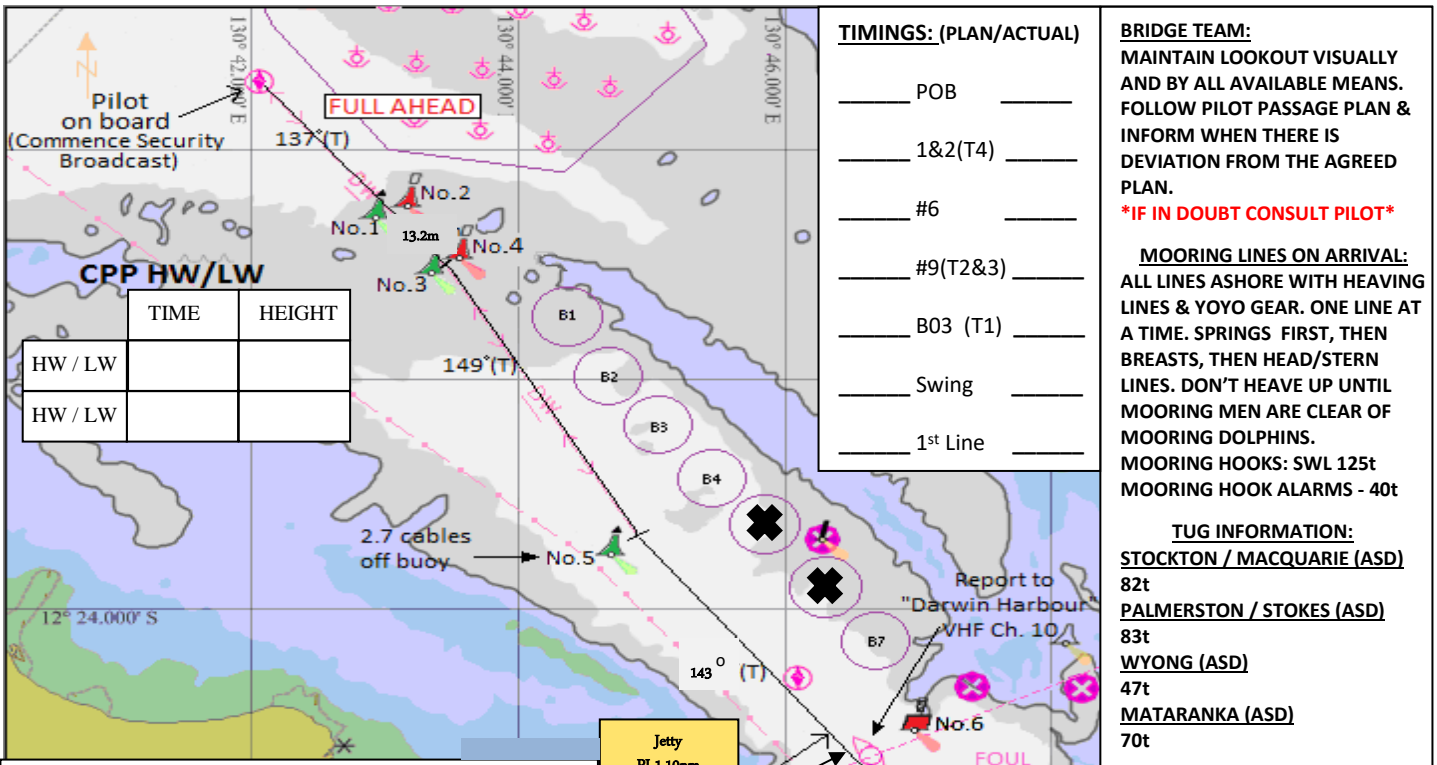 130° 42.000' E
130° 44.000'
130° 46.000'
N
Pilot
on board
(Commence Security
Broadcast)
FULL AHEAD
137°(T)
DW
No.2
No.1
13.2m
No.4
No.3
CPP HW/LW
TIME HEIGHT
HW / LW
HW / LW
149°(T)
DW
B1
B2
B3
B4
B7
2.7 cables
off buoy
No.5
12° 24.000' S
Report to
"Darwin Harbour"
VHF Ch. 10
143° (T)
No.6
FOUL
Jetty
PI 1.10nm
TIMINGS: (PLAN/ACTUAL)
______ POB ______
______ 1&2(T4) ______
______ #6 ______
______ #9(T2&3) ______
______ B03 (T1) ______
______ Swing ______
______ 1st Line ______
BRIDGE TEAM:
MAINTAIN LOOKOUT VISUALLY
AND BY ALL AVAILABLE MEANS.
FOLLOW PILOT PASSAGE PLAN &
INFORM WHEN THERE IS
DEVIATION FROM THE AGREED
PLAN.
*IF IN DOUBT CONSULT PILOT*
MOORING LINES ON ARRIVAL:
ALL LINES ASHORE WITH HEAVING
LINES & YOYO GEAR. ONE LINE AT
A TIME. SPRINGS FIRST, THEN
BREASTS, THEN HEAD/STERN
LINES. DON'T HEAVE UP UNTIL
MOORING MEN ARE CLEAR OF
MOORING DOLPHINS.
MOORING HOOKS: SWL 125t
MOORING HOOK ALARMS - 40t
TUG INFORMATION:
STOCKTON / MACQUARIE (ASD)
82t
PALMERSTON / STOKES (ASD)
83t
WYONG (ASD)
47t
MATARANKA (ASD)
70t